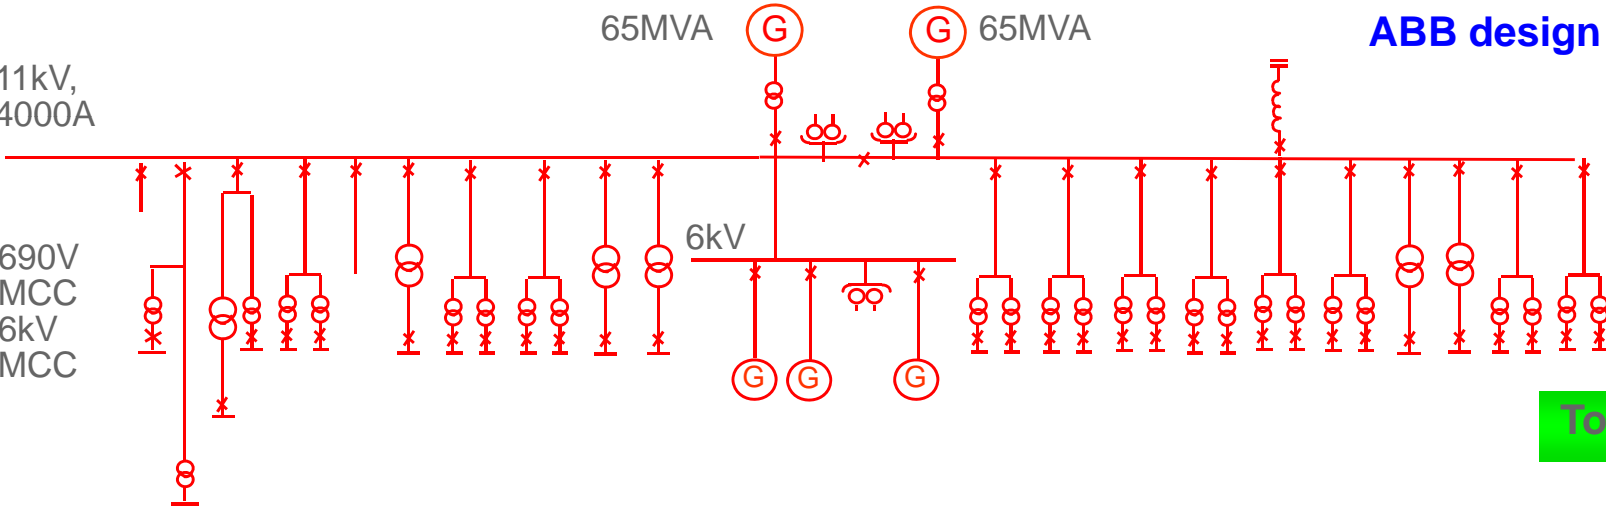 65MVA
G
G
65MVA
ABB design
11kV,
4000A
6kV
690V
MCC
6kV
MCC
G
G
G
To